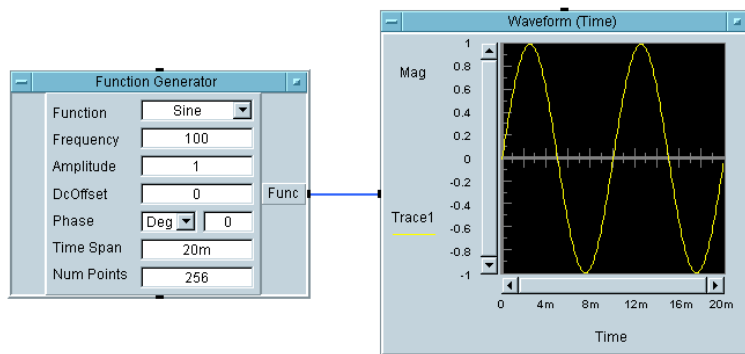 Function Generator
Function Sine
Frequency 100
Amplitude 1
DcOffset 0
Phase Deg 0
Time Span 20m
Num Points 256
Func
Waveform (Time)
Mag
Trace1
1
0.8
0.6
0.4
0.2
0
-0.2
-0.4
-0.6
-0.8
-1
0 4m 8m 12m 16m 20m
Time